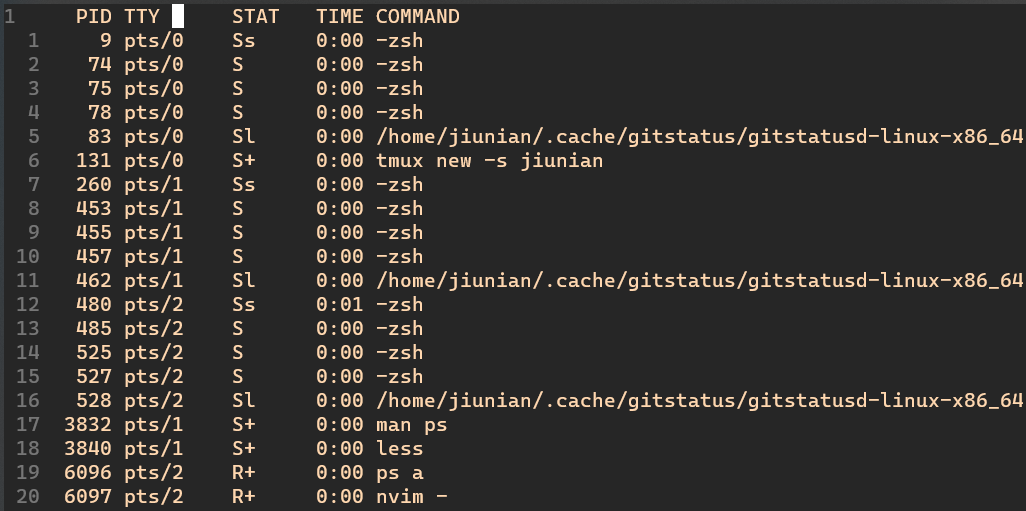 1     PID TTY      STAT   TIME COMMAND
  1     9 pts/0    Ss     0:00 -zsh
  2    74 pts/0    S      0:00 -zsh
  3    75 pts/0    S      0:00 -zsh
  4    78 pts/0    S      0:00 -zsh
  5    83 pts/0    Sl     0:00 /home/jiunian/.cache/gitstatus/gitstatusd-linux-x86_64
  6   131 pts/0    S+     0:00 tmux new -s jiunian
  7   260 pts/1    Ss     0:00 -zsh
  8   453 pts/1    S      0:00 -zsh
  9   455 pts/1    S      0:00 -zsh
 10   457 pts/1    S      0:00 -zsh
 11   462 pts/1    Sl     0:00 /home/jiunian/.cache/gitstatus/gitstatusd-linux-x86_64
 12   480 pts/2    Ss     0:01 -zsh
 13   485 pts/2    S      0:00 -zsh
 14   525 pts/2    S      0:00 -zsh
 15   527 pts/2    S      0:00 -zsh
 16   528 pts/2    Sl     0:00 /home/jiunian/.cache/gitstatus/gitstatusd-linux-x86_64
 17  3832 pts/1    S+     0:00 man ps
 18  3840 pts/1    S+     0:00 less
 19  6096 pts/2    R+     0:00 ps a
 20  6097 pts/2    R+     0:00 nvim -